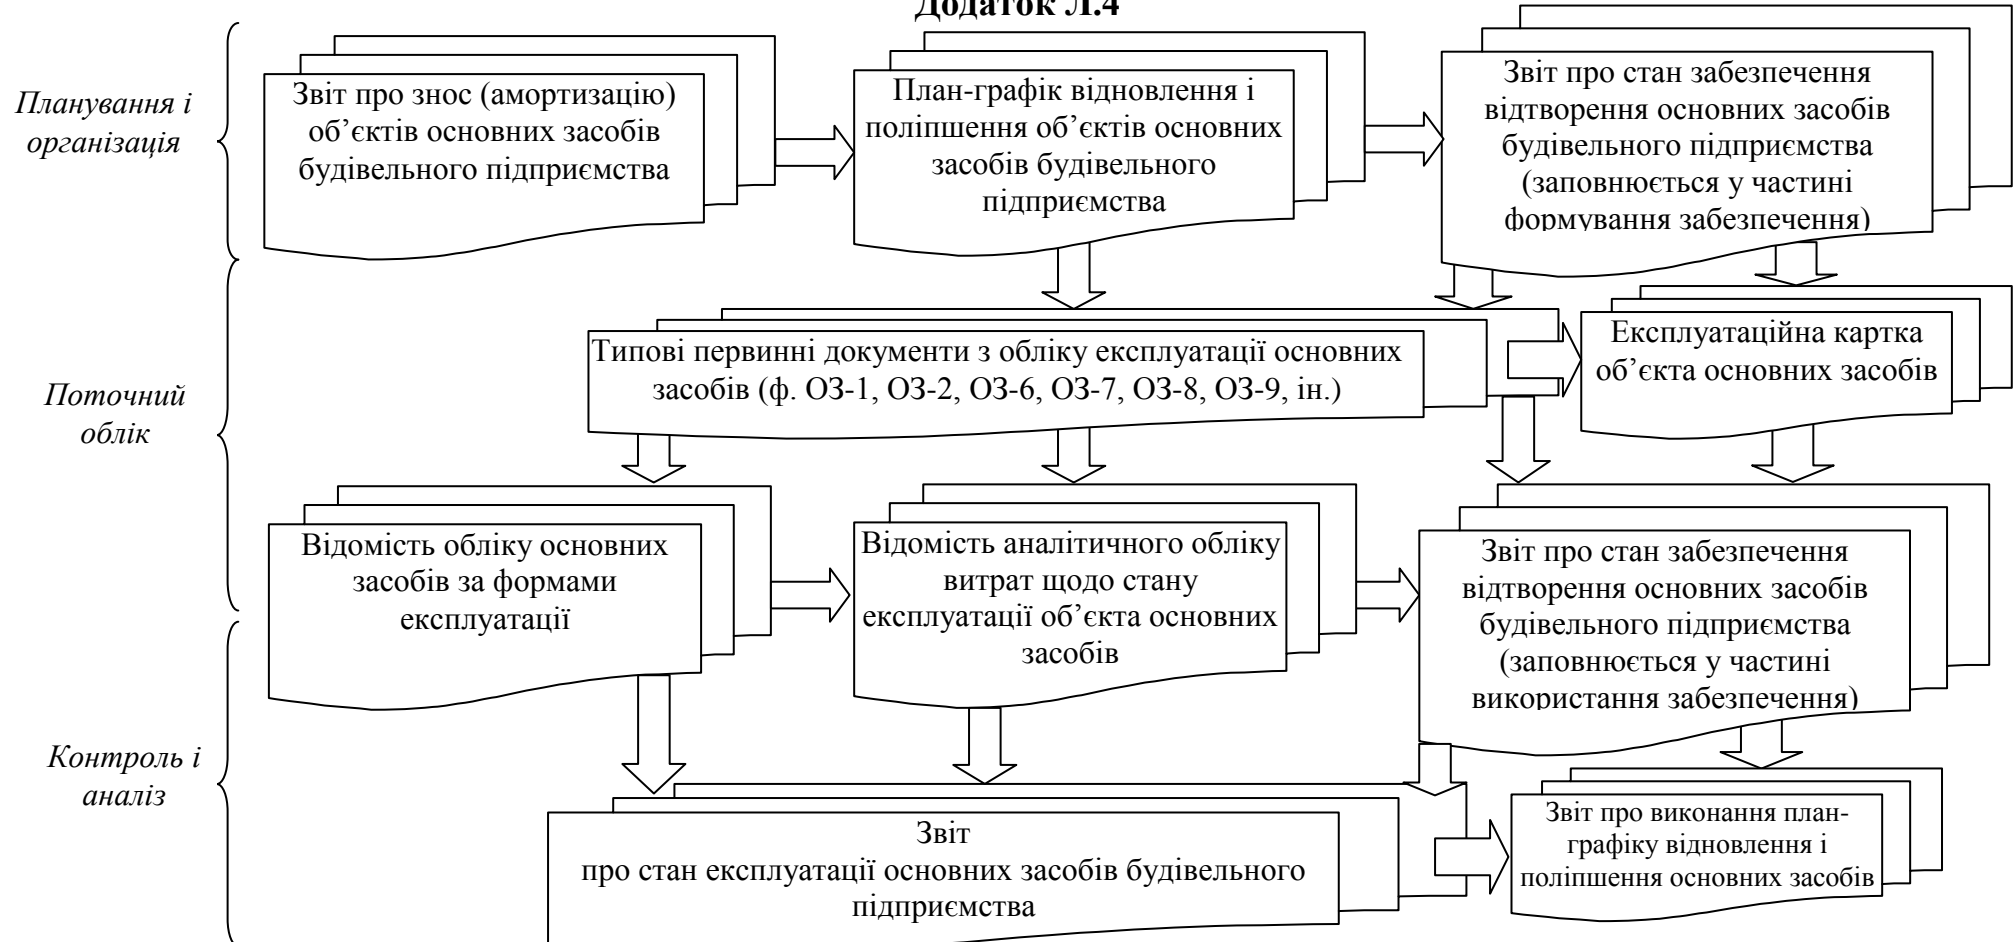 Додаток Л.4
Планування і
організація
Звіт про знос (амортизацію)
об’єктів основних засобів
будівельного підприємства
План-графік відновлення і
поліпшення об’єктів основних
засобів будівельного
підприємства
Звіт про стан забезпечення
відтворення основних засобів
будівельного підприємства
(заповнюється у частині
формування забезпечення)
Поточний
облік
Типові первинні документи з обліку експлуатації основних
засобів (ф. ОЗ-1, ОЗ-2, ОЗ-6, ОЗ-7, ОЗ-8, ОЗ-9, ін.)
Експлуатаційна картка
об’єкта основних засобів
Відомість обліку основних
засобів за формами
експлуатації
Відомість аналітичного обліку
витрат щодо стану
експлуатації об’єкта основних
засобів
Звіт про стан забезпечення
відтворення основних засобів
будівельного підприємства
(заповнюється у частині
використання забезпечення)
Контроль і
аналіз
Звіт
про стан експлуатації основних засобів будівельного
підприємства
Звіт про виконання план-
графіку відновлення і
поліпшення основних засобів